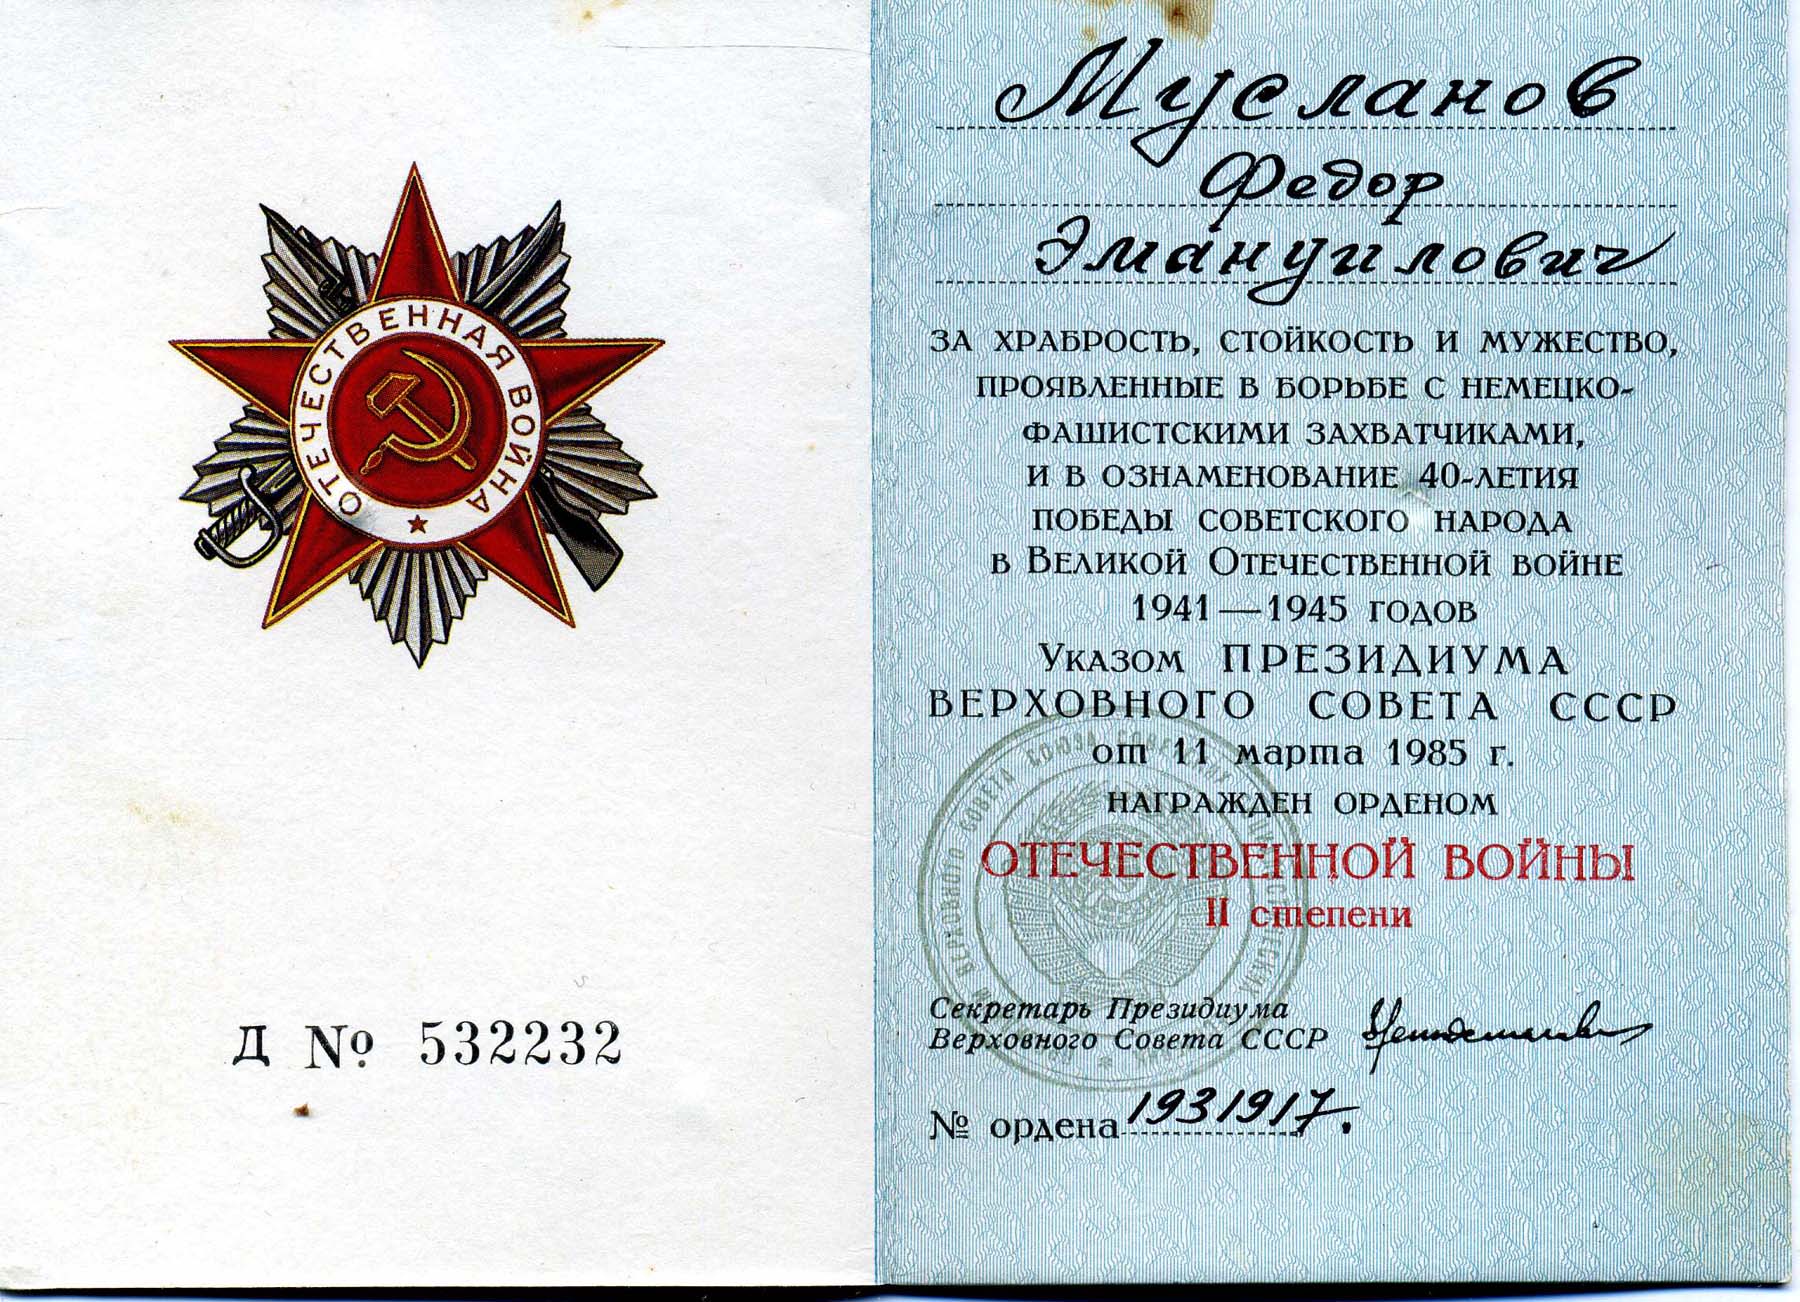 ОТЕЧЕСТВЕННАЯ ВОЙНА
Д № 532232
Мусланов
Федор
Эмануилович
ЗА ХРАБРОСТЬ, СТОЙКОСТЬ И МУЖЕСТВО,
ПРОЯВЛЕННЫЕ В БОРЬБЕ С НЕМЕЦКО-
ФАШИСТСКИМИ ЗАХВАТЧИКАМИ,
И В ОЗНАМЕНОВАНИЕ 40-ЛЕТИЯ
ПОБЕДЫ СОВЕТСКОГО НАРОДА
В ВЕЛИКОЙ ОТЕЧЕСТВЕННОЙ ВОЙНЕ
1941—1945 ГОДОВ
УКАЗОМ ПРЕЗИДИУМА
ВЕРХОВНОГО СОВЕТА СССР
от 11 марта 1985 г.
НАГРАЖДЕН ОРДЕНОМ
ОТЕЧЕСТВЕННОЙ ВОЙНЫ
II степени
Секретарь Президиума
Верховного Совета СССР
№ ордена 1931917.